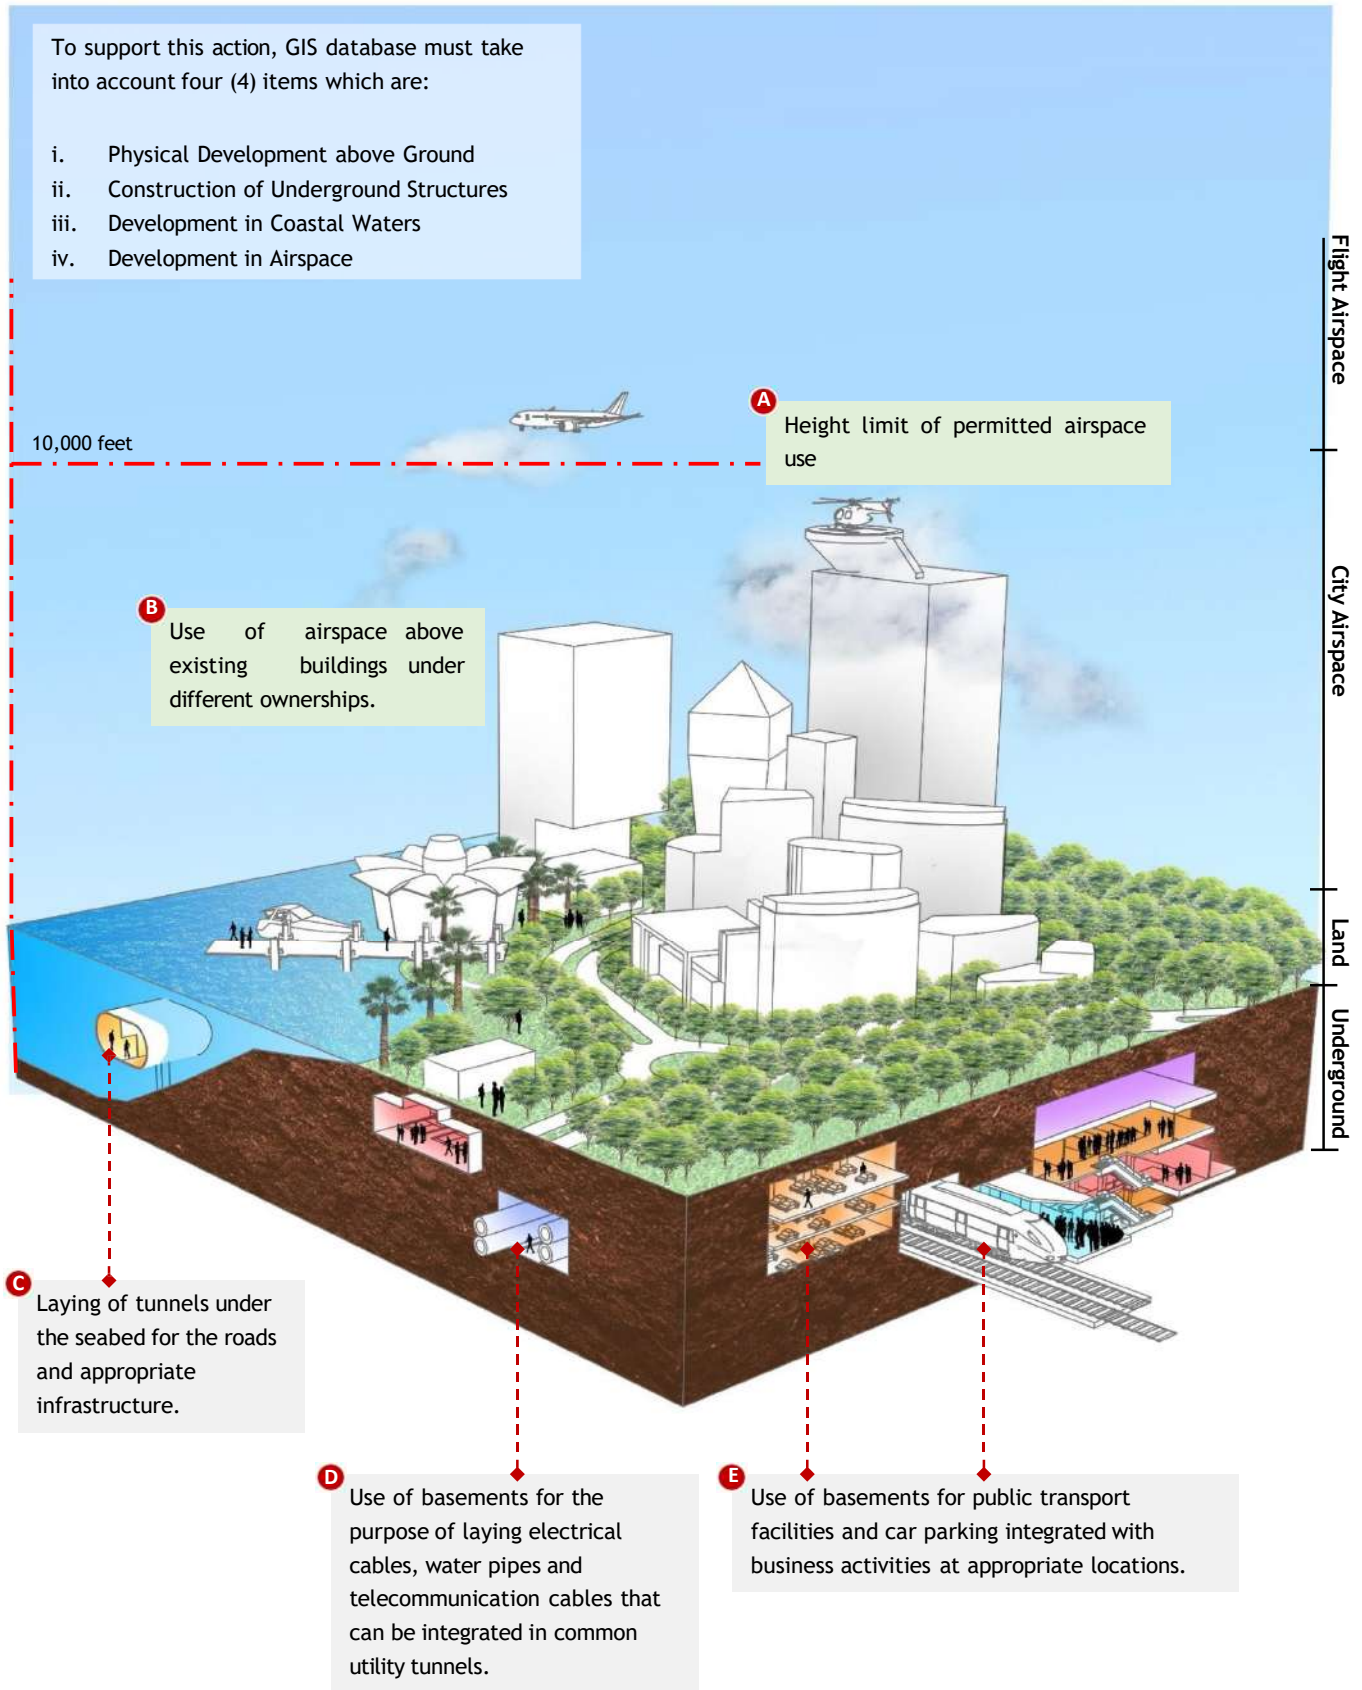 To support this action, GIS database must take
into account four (4) items which are:
i. Physical Development above Ground
ii. Construction of Underground Structures
iii. Development in Coastal Waters
iv. Development in Airspace
Flight Airspace
10,000 feet
A
Height limit of permitted airspace
use
City Airspace
B
Use of airspace above
existing buildings under
different ownerships.
Land
Underground
C
Laying of tunnels under
the seabed for the roads
and appropriate
infrastructure.
D
Use of basements for the
purpose of laying electrical
cables, water pipes and
telecommunication cables that
can be integrated in common
utility tunnels.
E
Use of basements for public transport
facilities and car parking integrated with
business activities at appropriate locations.